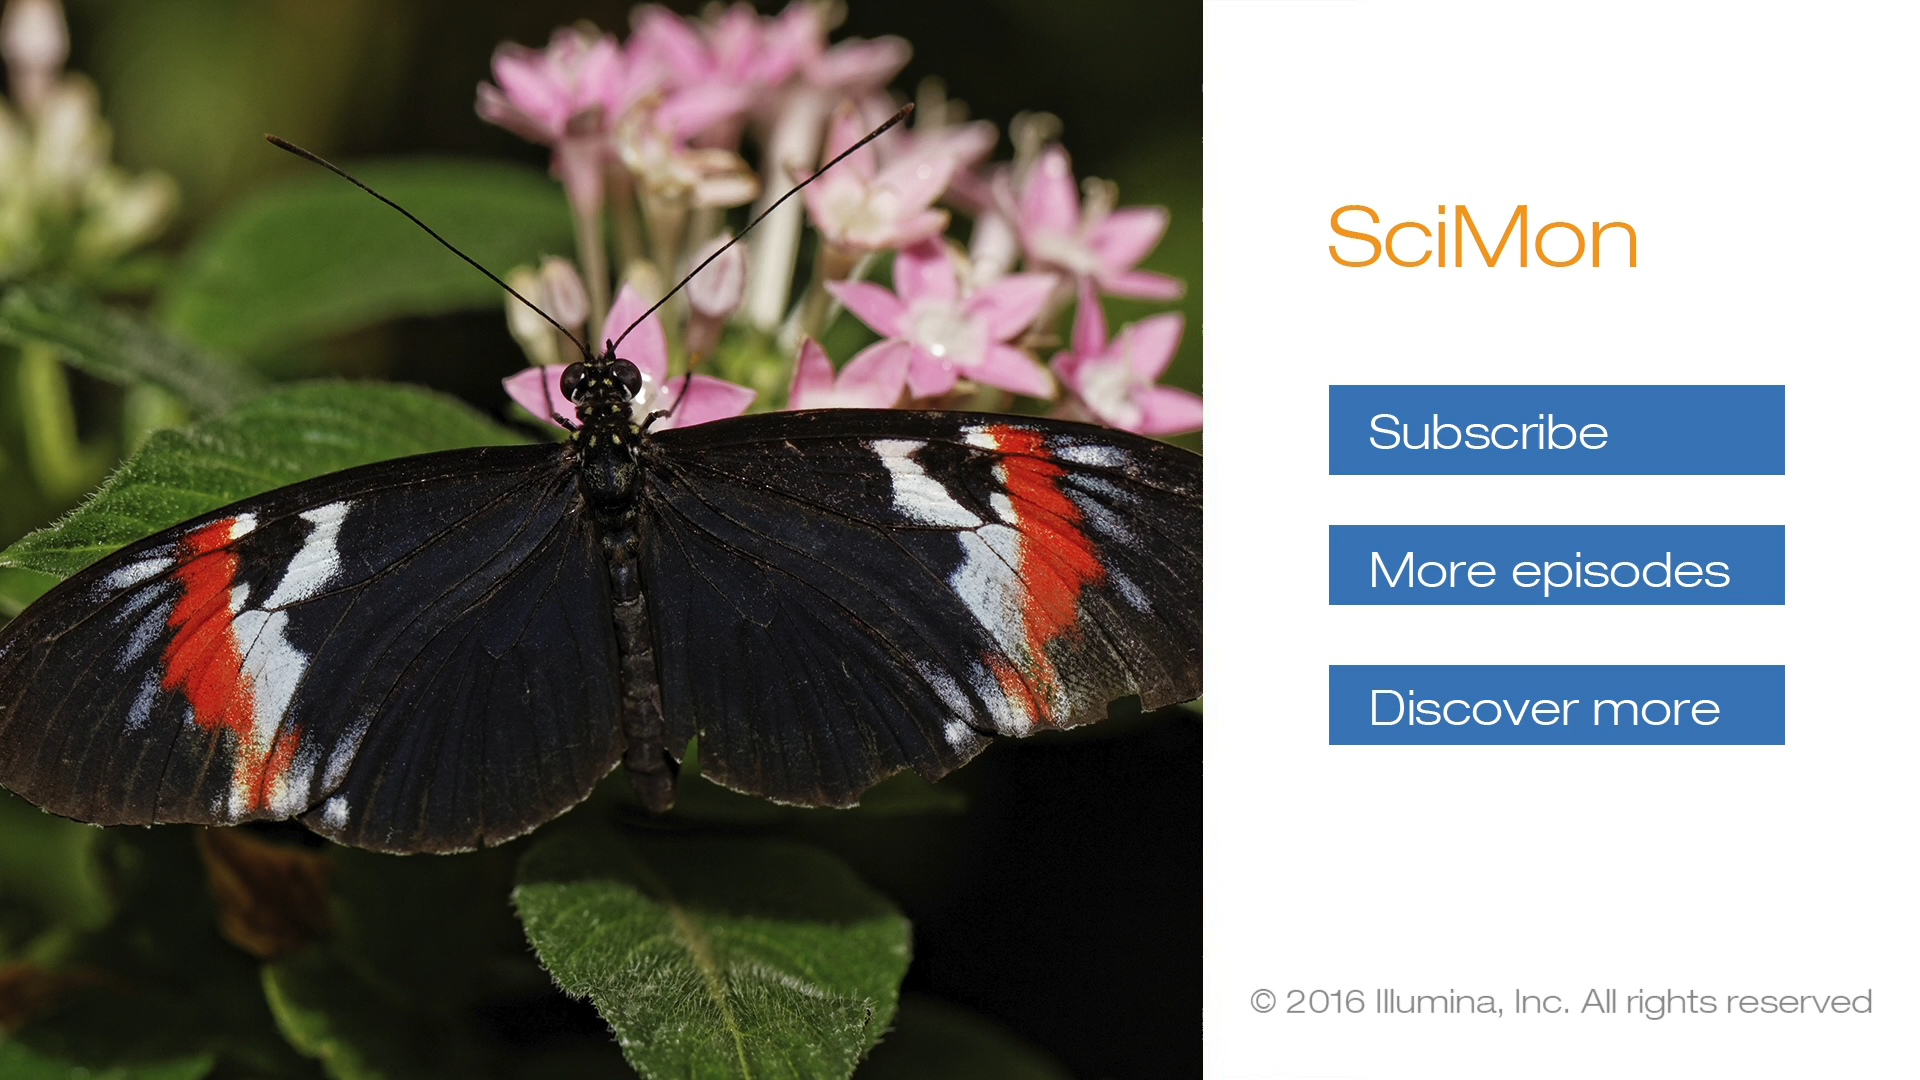 SciMon
Subscribe
More episodes
Discover more
© 2016 Illumina, Inc. All rights reserved